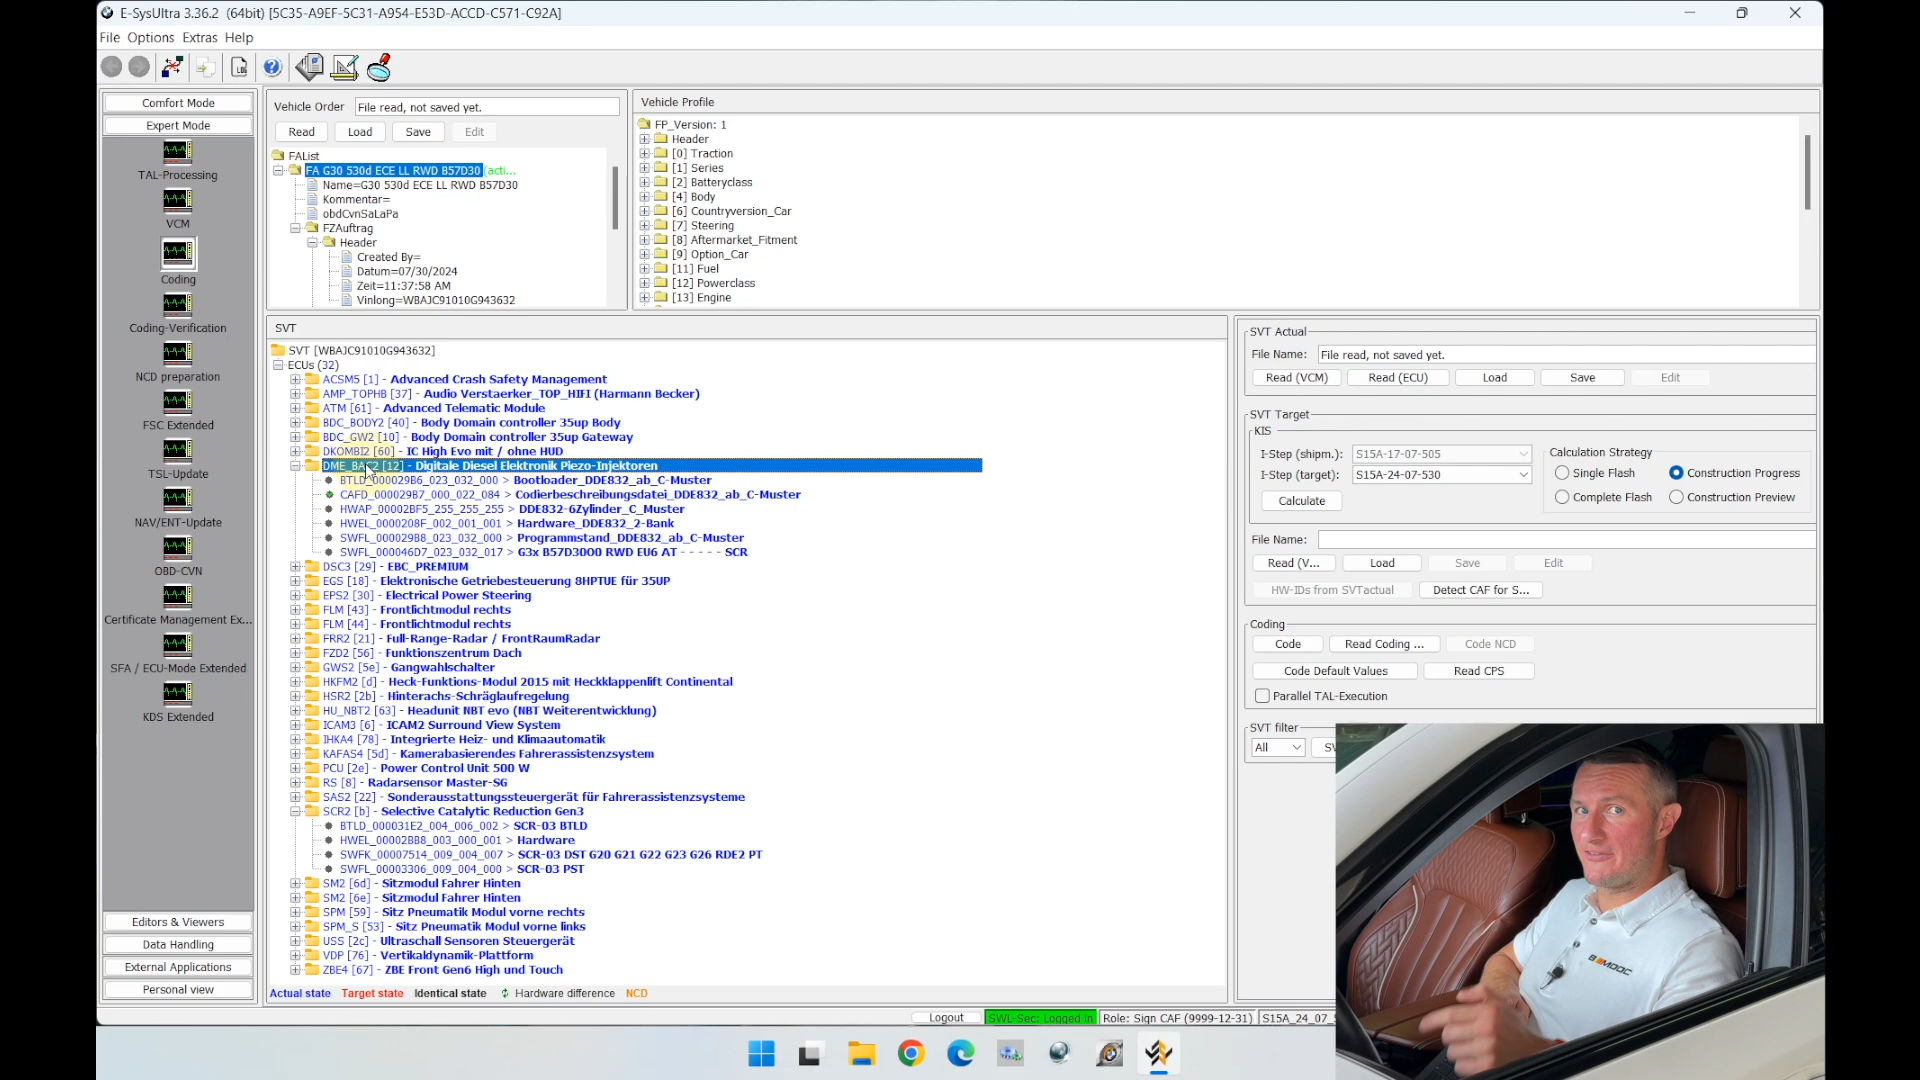 E-SysUltra 3.36.2 (64bit) [5C35-A9EF-5C31-A954-E53D-ACCD-C571-C92A]
File Options Extras Help
Comfort Mode
Expert Mode
TAL-Processing
VCM
Coding
Coding-Verification
NCD preparation
FSC Extended
TSL-Update
NAV/ENT-Update
OBD-CVN
Certificate Management Ex...
SFA / ECU-Mode Extended
KDS Extended
Editors & Viewers
Data Handling
External Applications
Personal view
Vehicle Order File read, not saved yet.
Read Load Save Edit
FAList
FA G30 530d ECE LL RWD B57D30 (acti...
Name=G30 530d ECE LL RWD B57D30
Kommentar=
obdCvnSaLaPa
FZAuftrag
Header
Created By=
Datum=07/30/2024
Zeit=11:37:58 AM
Vinlong=WBAJC91010G943632
Vehicle Profile
FP_Version: 1
Header
[0] Traction
[1] Series
[2] Batteryclass
[4] Body
[6] Countryversion_Car
[7] Steering
[8] Aftermarket_Fitment
[9] Option_Car
[11] Fuel
[12] Powerclass
[13] Engine
SVT
SVT [WBAJC91010G943632]
ECUs (32)
ACSM5 [1] - Advanced Crash Safety Management
AMP_TOPHB [37] - Audio Verstaerker_TOP_HIFI (Harmann Becker)
ATM [61] - Advanced Telematic Module
BDC_BODY2 [40] - Body Domain controller 35up Body
BDC_GW2 [10] - Body Domain controller 35up Gateway
DKOMBI2 [60] - IC High Evo mit / ohne HUD
DME_BAC2 [12] - Digitale Diesel Elektronik Piezo-Injektoren
BTLD_000029B6_023_032_000 > Bootloader_DDE832_ab_C-Muster
CAFD_000029B7_000_022_084 > Codierbeschreibungsdatei_DDE832_ab_C-Muster
HWAP_00002BF5_255_255_255 > DDE832-6Zylinder_C_Muster
HWEL_0000208F_002_001_001 > Hardware_DDE832_2-Bank
SWFL_000029B8_023_032_000 > Programmstand_DDE832_ab_C-Muster
SWFL_000046D7_023_032_017 > G3x B57D30O0 RWD EU6 AT - - - - - SCR
DSC3 [29] - EBC_PREMIUM
EGS [18] - Elektronische Getriebesteuerung 8HPTUE für 35UP
EPS2 [30] - Electrical Power Steering
FLM [43] - Frontlichtmodul rechts
FLM [44] - Frontlichtmodul rechts
FRR2 [21] - Full-Range-Radar / FrontRaumRadar
FZD2 [56] - Funktionszentrum Dach
GWS2 [5e] - Gangwahlschalter
HKFM2 [d] - Heck-Funktions-Modul 2015 mit Heckklappenlift Continental
HSR2 [2b] - Hinterachs-Schräglaufregelung
HU_NBT2 [63] - Headunit NBT evo (NBT Weiterentwicklung)
ICAM3 [6] - ICAM2 Surround View System
IHKA4 [78] - Integrierte Heiz- und Klimaautomatik
KAFAS4 [5d] - Kamerabasierendes Fahrerassistenzsystem
PCU [2e] - Power Control Unit 500 W
RS [8] - Radarsensor Master-SG
SAS2 [22] - Sonderausstattungssteuergerät für Fahrerassistenzsysteme
SCR2 [b] - Selective Catalytic Reduction Gen3
BTLD_000031E2_004_006_002 > SCR-03 BTLD
HWEL_00002BB8_003_000_001 > Hardware
SWFK_00007514_009_004_007 > SCR-03 DST G20 G21 G22 G23 G26 RDE2 PT
SWFL_00003306_009_004_000 > SCR-03 PST
SM2 [6d] - Sitzmodul Fahrer Hinten
SM2 [6e] - Sitzmodul Fahrer Hinten
SPM [59] - Sitz Pneumatik Modul vorne rechts
SPM_S [53] - Sitz Pneumatik Modul vorne links
USS [2c] - Ultraschall Sensoren Steuergerät
VDP [76] - Vertikaldynamik-Plattform
ZBE4 [67] - ZBE Front Gen6 High und Touch
Actual state Target state Identical state Hardware difference NCD
SVT Actual
File Name: File read, not saved yet.
Read (VCM) Read (ECU) Load Save Edit
SVT Target
KIS
I-Step (shipm.): S15A-17-07-505
I-Step (target): S15A-24-07-530
Calculate
Calculation Strategy
Single Flash Construction Progress
Complete Flash Construction Preview
File Name:
Read (V... Load Save Edit
HW-IDs from SVTactual Detect CAF for S...
Coding
Code Read Coding ... Code NCD
Code Default Values Read CPS
Parallel TAL-Execution
SVT filter
All
Logout SWL-Sec: Logged in Role: Sign CAF (9999-12-31) S15A_24_07_